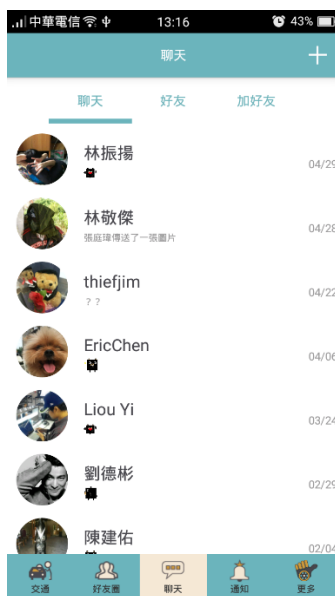 中華電信 13:16 43%
聊天 +
聊天 好友 加好友
林振揚 04/29
林敬傑 04/28
張庭瑋傳送了一張圖片
thiefjim 04/22
? ?
EricChen 04/06
Liou Yi 03/24
劉德彬 02/29
陳建佑 02/04
交通 好友圈 聊天 通知 更多